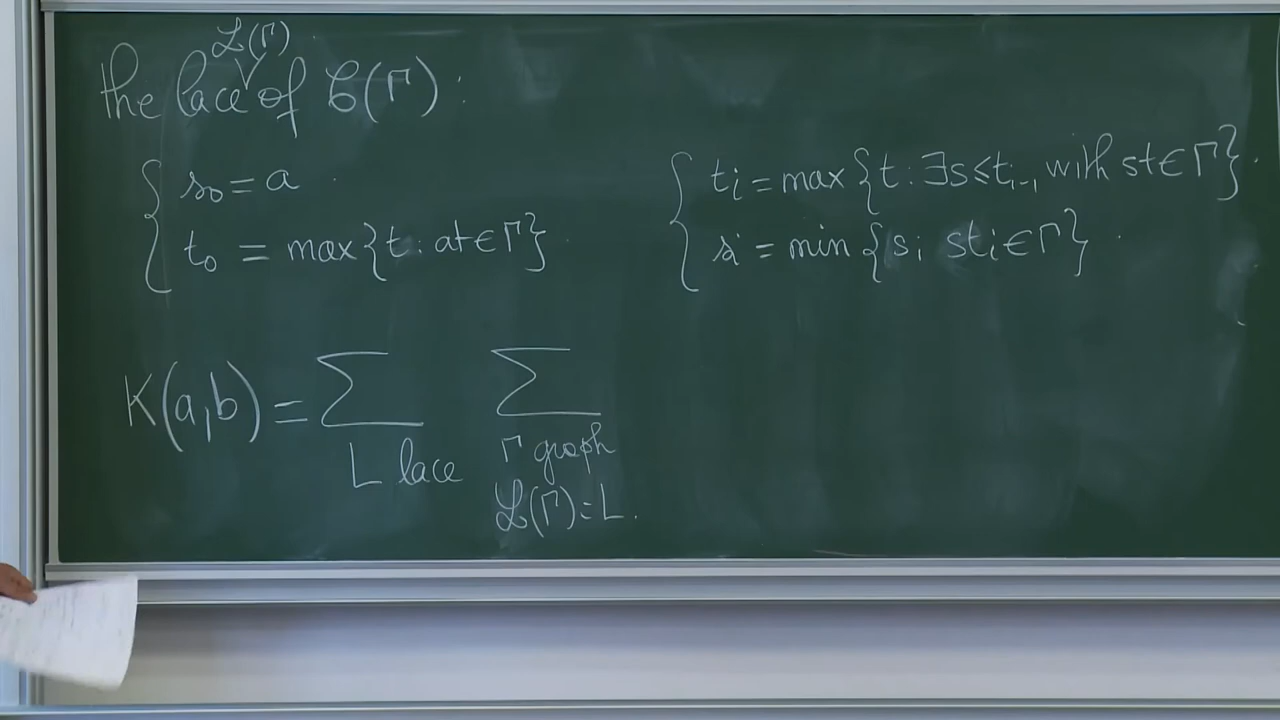 the lace ℒ(Γ) of 𝒞(Γ) :
s₀ = a
t₀ = max{t : at ∈ Γ}
tᵢ = max{t : ∃s ≤ tᵢ₋₁ with st ∈ Γ}.
sᵢ = min{s ; stᵢ ∈ Γ}.
K(a,b) = Σ Σ
L lace Γ graph
ℒ(Γ) = L.